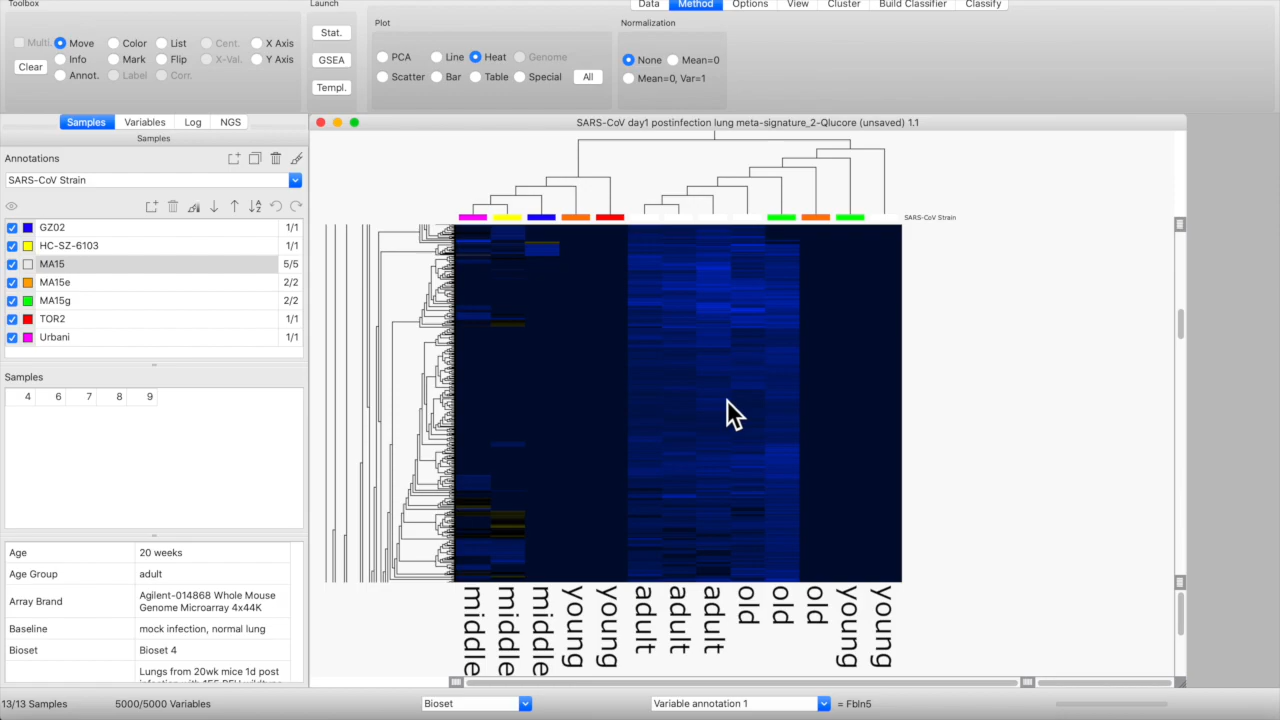 Toolbox
Launch
Data Method Options View Cluster Build Classifier Classify
Plot
Normalization
Multi. Move Color List Cent. X Axis
Info Mark Flip X-Val. Y Axis
Clear
Annot. Label Corr.
Stat.
GSEA
Templ.
PCA Line Heat Genome
Scatter Bar Table Special All
None Mean=0
Mean=0, Var=1
Samples Variables Log NGS
Samples
SARS-CoV day1 postinfection lung meta-signature_2-Qlucore (unsaved) 1.1
Annotations
SARS-CoV Strain
GZ02 1/1
HC-SZ-6103 1/1
MA15 5/5
MA15e 2/2
MA15g 2/2
TOR2 1/1
Urbani 1/1
SARS-CoV Strain
Samples
4 7 8 9
Age 20 weeks
Age Group adult
Array Brand Agilent-014868 Whole Mouse
Genome Microarray 4x44K
Baseline mock infection, normal lung
Bioset Bioset 4
Lungs from 20wk mice 1d post
middle middle middle young young adult adult adult old old old young young
13/13 Samples 5000/5000 Variables Bioset Variable annotation 1 = Fbln5